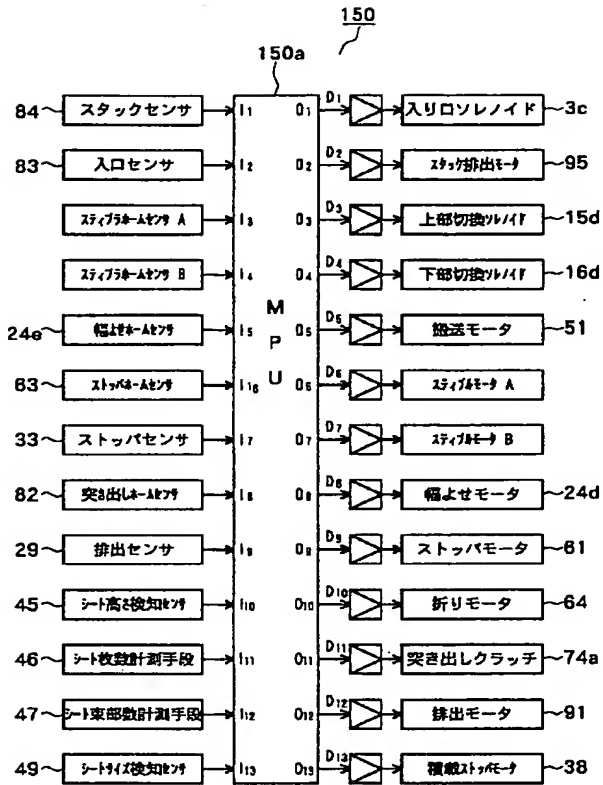 150
150a
84 スタックセンサ I1 O1 D1 入り口ソレノイド 3c
83 入口センサ I2 O2 D2 スタック排出モータ 95
スティプラホームセンサ A I3 O3 D3 上部切換ソレノイド 15d
スティプラホームセンサ B I4 O4 D4 下部切換ソレノイド 16d
24e 幅よせホームセンサ I5 O5 D5 搬送モータ 51
63 ストッパホームセンサ I16 O6 D6 スティプルモータ A
33 ストッパセンサ I7 O7 D7 スティプルモータ B
82 突き出しホームセンサ I8 O8 D8 幅よせモータ 24d
29 排出センサ I9 O9 D9 ストッパモータ 61
45 シート高さ検知センサ I10 O10 D10 折りモータ 64
46 シート枚数計測手段 I11 O11 D11 突き出しクラッチ 74a
47 シート束部数計測手段 I12 O12 D12 排出モータ 91
49 シートサイズ検知センサ I13 O13 D13 積載ストッパモータ 38
MPU